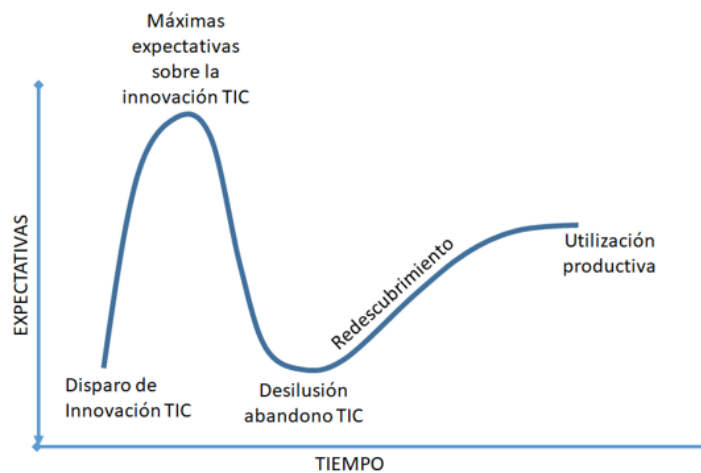 Máximas
expectativas
sobre la
innovación TIC
EXPECTATIVAS
Redescubrimiento
Utilización
productiva
Disparo de
Innovación TIC
Desilusión
abandono TIC
TIEMPO